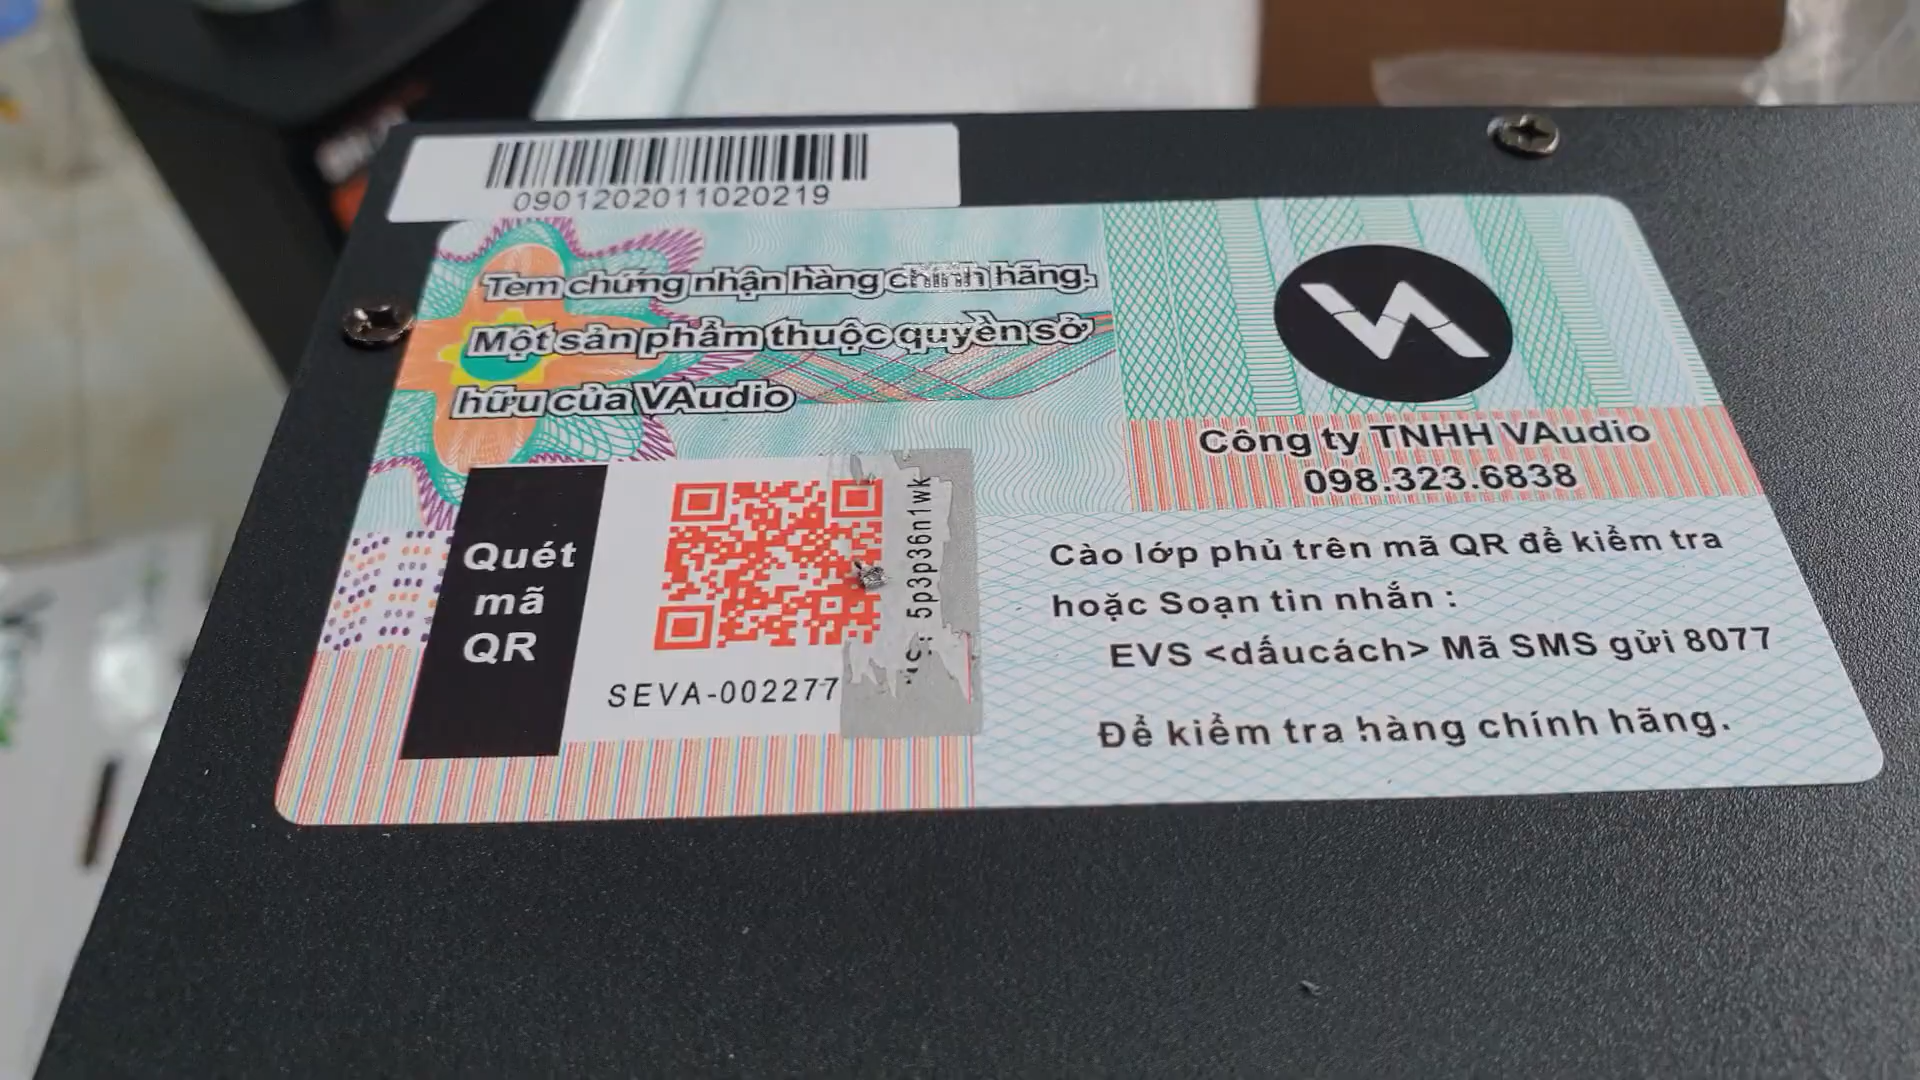 0901202011020219
Tem chứng nhận hàng chính hãng.
Một sản phẩm thuộc quyền sở
hữu của VAudio
Công ty TNHH VAudio
098.323.6838
Quét
mã
QR
5p3p36n1wk
SEVA-002277
Cào lớp phủ trên mã QR để kiểm tra
hoặc Soạn tin nhắn :
EVS <dấucách> Mã SMS gửi 8077
Để kiểm tra hàng chính hãng.